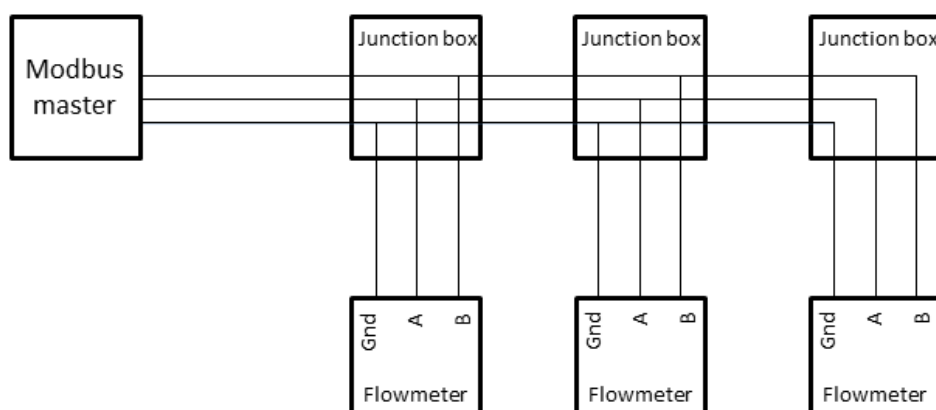 Modbus
master
Junction box
Junction box
Junction box
Gnd
A
B
Flowmeter
Gnd
A
B
Flowmeter
Gnd
A
B
Flowmeter